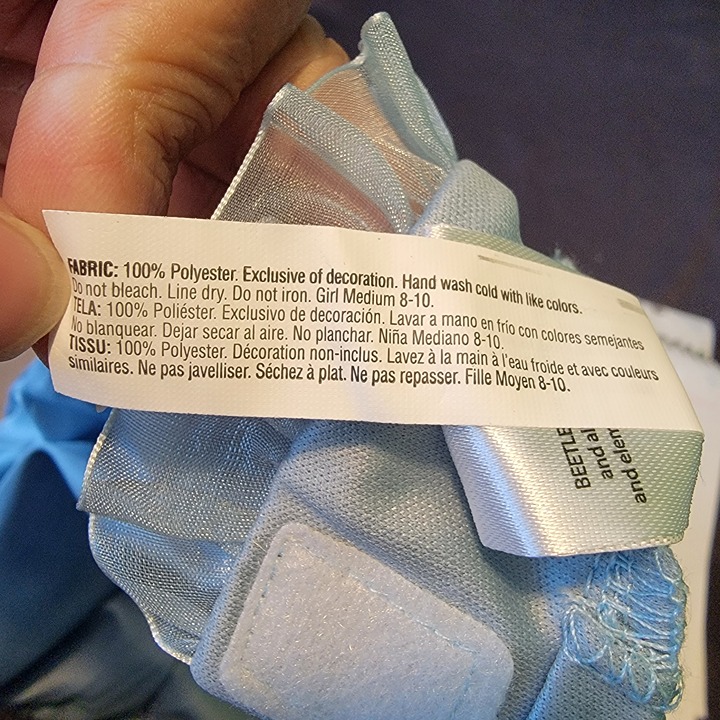 FABRIC: 100% Polyester. Exclusive of decoration. Hand wash cold with like colors.
Do not bleach. Line dry. Do not iron. Girl Medium 8-10.
TELA: 100% Poliéster. Exclusivo de decoración. Lavar a mano en frío con colores semejantes
No blanquear. Dejar secar al aire. No planchar. Niña Mediano 8-10.
TISSU: 100% Polyester. Décoration non-inclus. Lavez à la main à l'eau froide et avec couleurs
similaires. Ne pas javelliser. Séchez à plat. Ne pas repasser. Fille Moyen 8-10.
BEETLE
and al
and elem